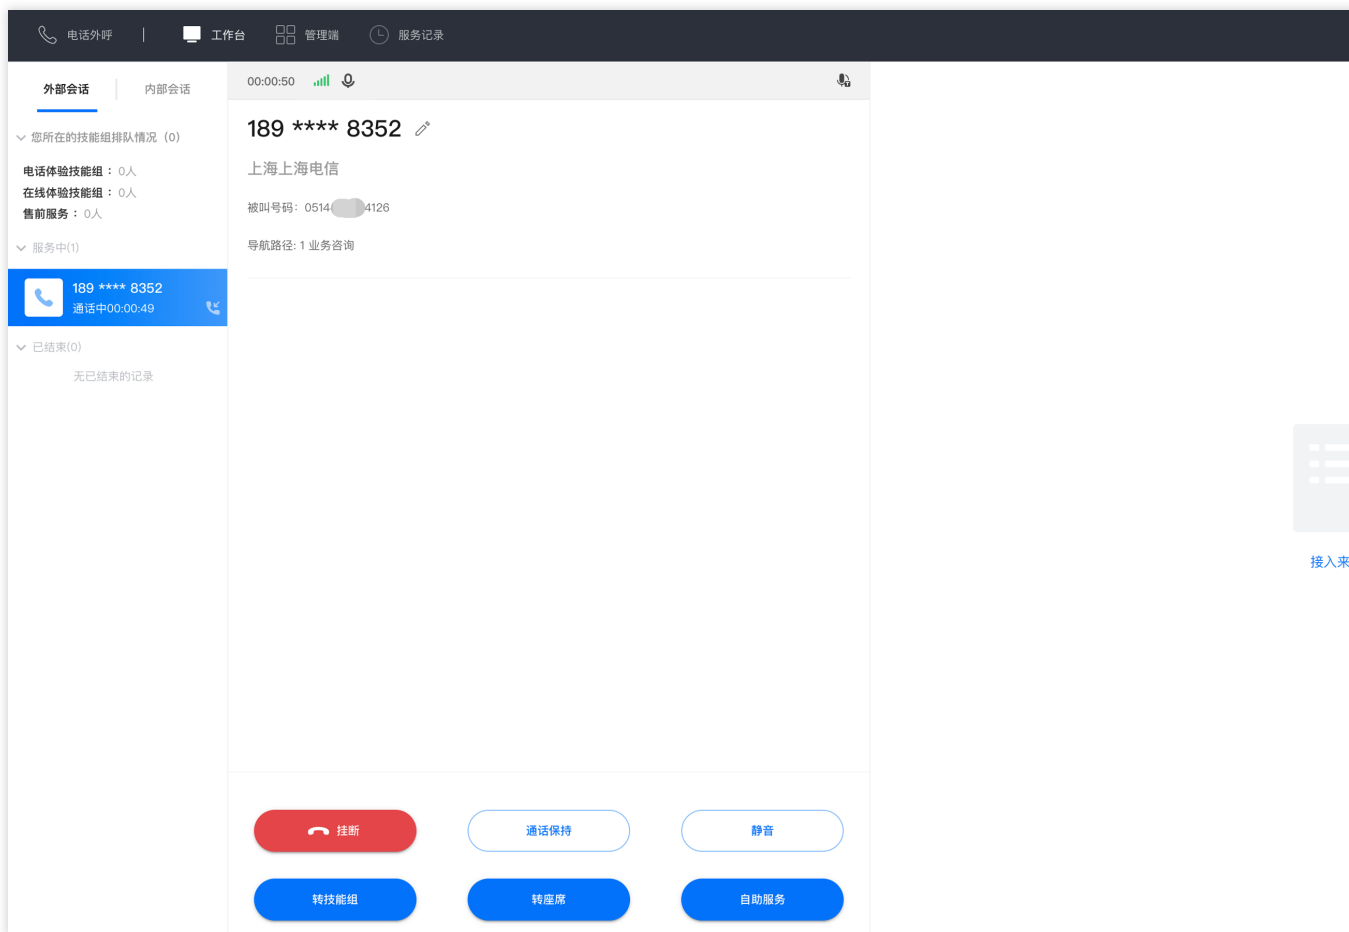 电话外呼 | 工作台 管理端 服务记录
外部会话 内部会话
您所在的技能组排队情况 (0)
电话体验技能组： 0人
在线体验技能组： 0人
售前服务： 0人
服务中(1)
189 **** 8352
通话中00:00:49
已结束(0)
无已结束的记录
00:00:50
189 **** 8352
上海上海电信
被叫号码: 0514 4126
导航路径: 1 业务咨询
挂断 通话保持 静音
转技能组 转座席 自助服务
接入来